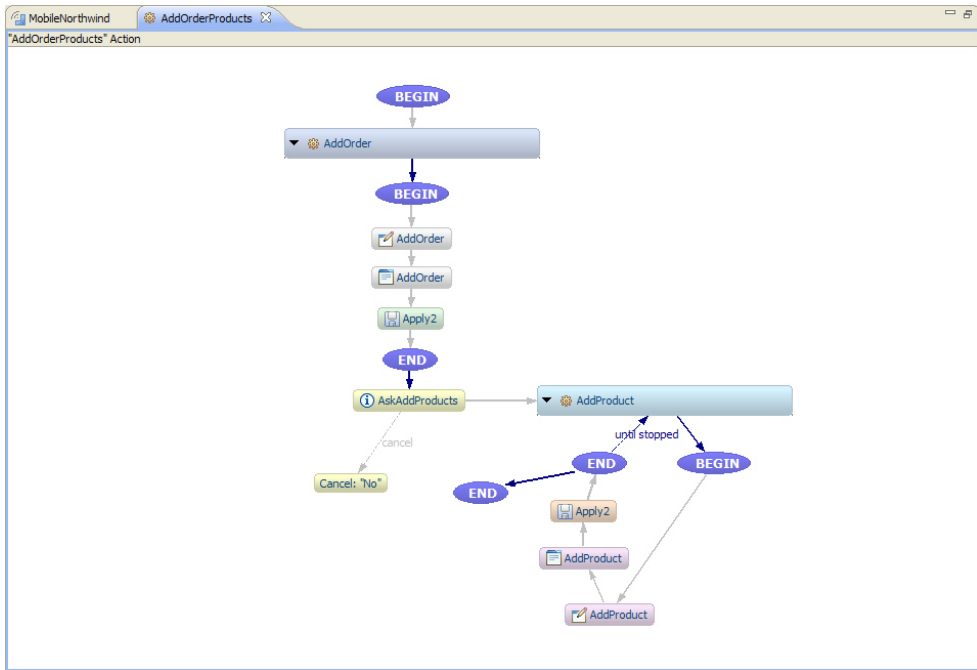 MobileNorthwind
AddOrderProducts
"AddOrderProducts" Action
BEGIN
AddOrder
BEGIN
AddOrder
AddOrder
Apply2
END
AskAddProducts
AddProduct
cancel
until stopped
Cancel: "No"
END
END
BEGIN
Apply2
AddProduct
AddProduct